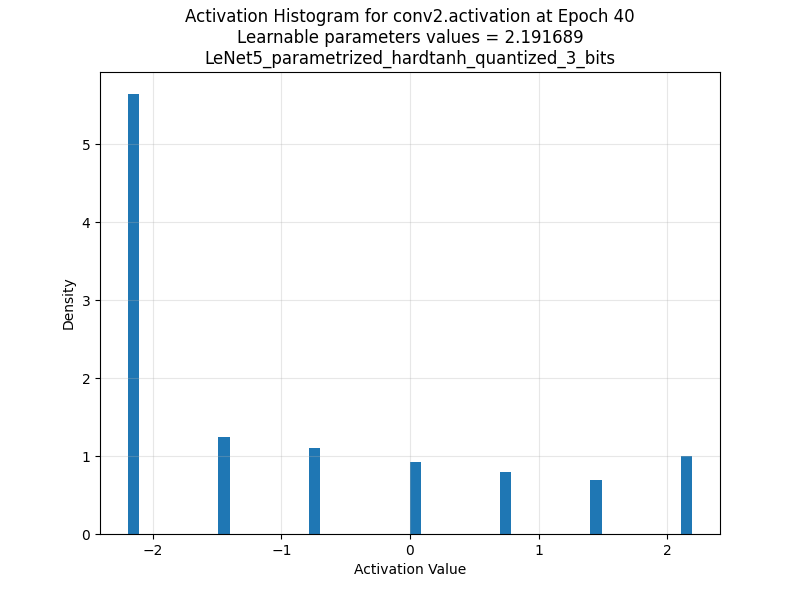 Activation Histogram for conv2.activation at Epoch 40
Learnable parameters values = 2.191689
LeNet5_parametrized_hardtanh_quantized_3_bits
Density
5
4
3
2
1
0
−2
−1
0
1
2
Activation Value